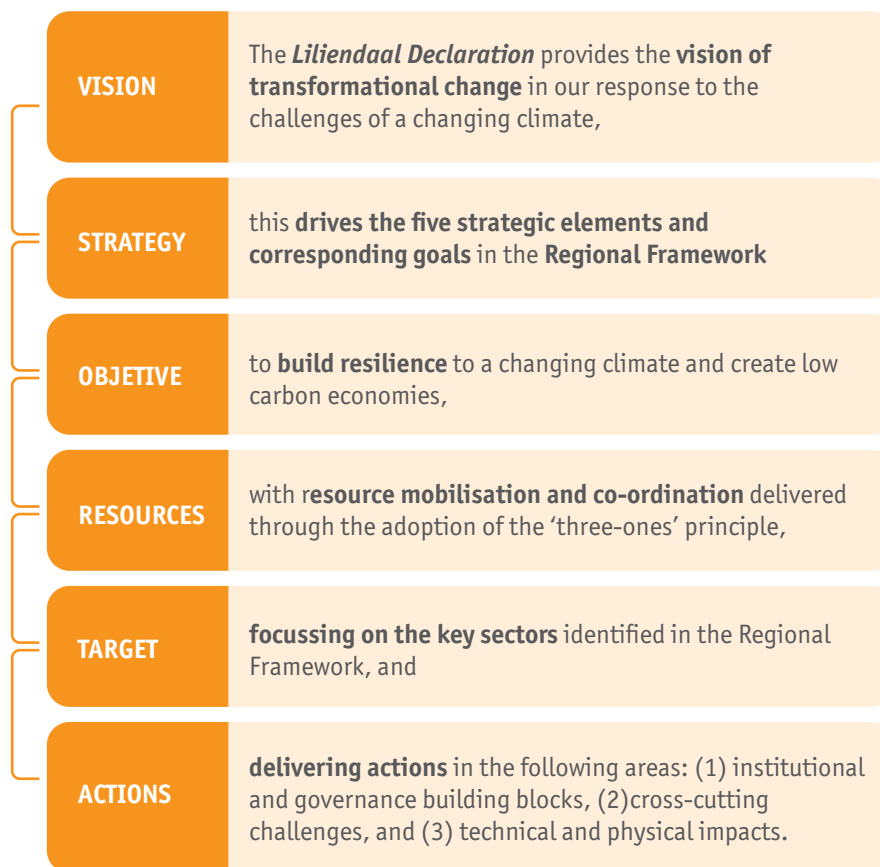 VISION
The Liliendaal Declaration provides the vision of
transformational change in our response to the
challenges of a changing climate,
STRATEGY
this drives the five strategic elements and
corresponding goals in the Regional Framework
OBJETIVE
to build resilience to a changing climate and create low
carbon economies,
RESOURCES
with resource mobilisation and co-ordination delivered
through the adoption of the ‘three-ones’ principle,
TARGET
focussing on the key sectors identified in the Regional
Framework, and
ACTIONS
delivering actions in the following areas: (1) institutional
and governance building blocks, (2)cross-cutting
challenges, and (3) technical and physical impacts.